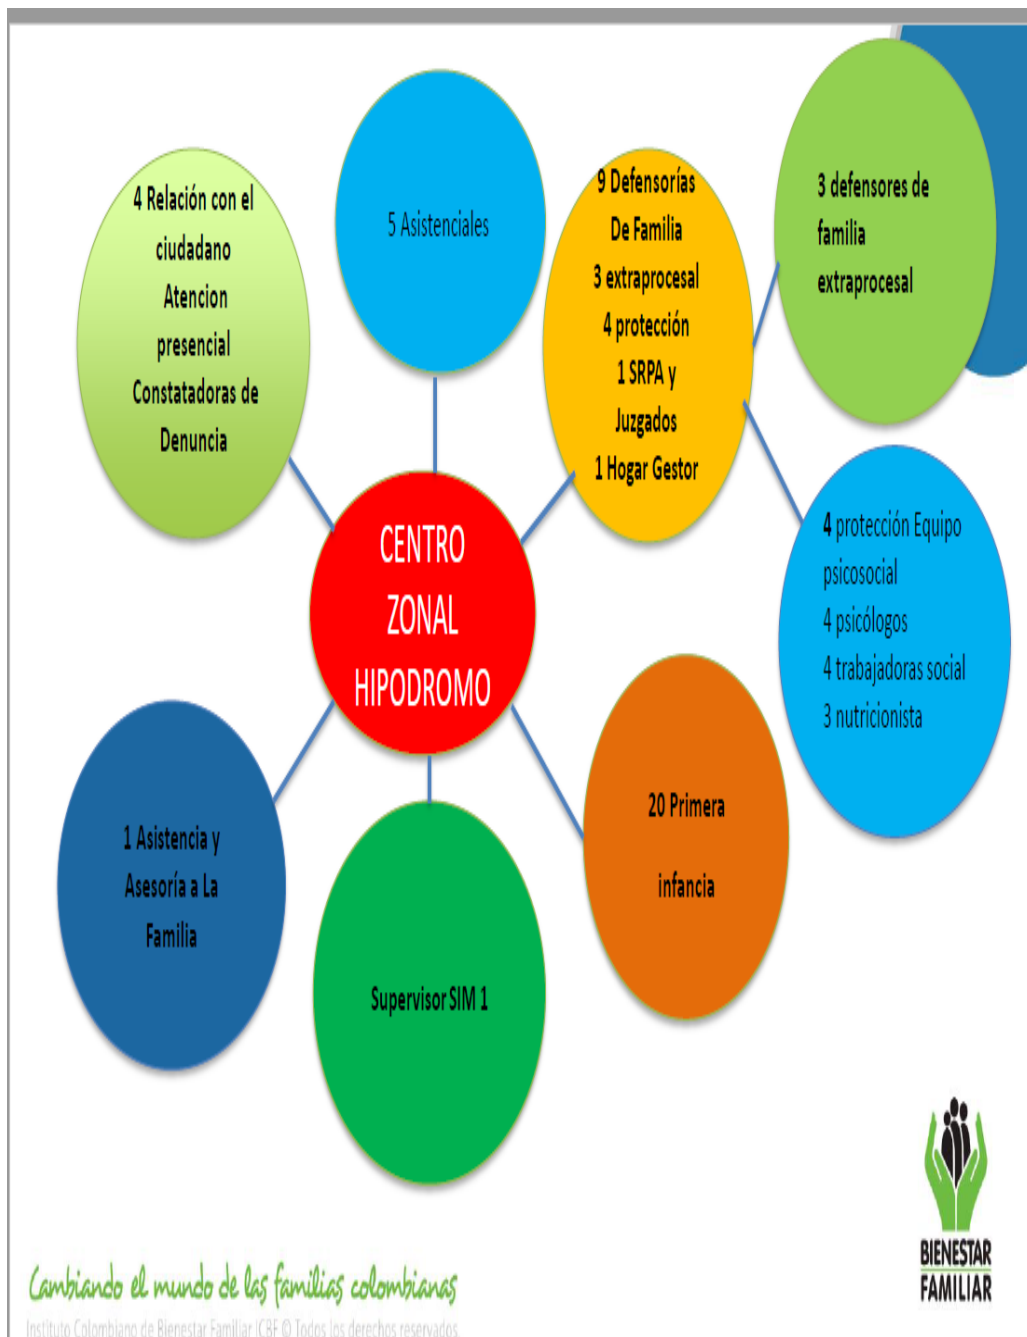 4 Relación con el
ciudadano
Atencion
presencial
Constatadoras de
Denuncia
5 Asistenciales
9 Defensorías
De Familia
3 extraprocesal
4 protección
1 SRPA y
Juzgados
1 Hogar Gestor
3 defensores de
familia
extraprocesal
CENTRO
ZONAL
HIPODROMO
4 protección Equipo
psicosocial
4 psicólogos
4 trabajadoras social
3 nutricionista
1 Asistencia y
Asesoría a La
Familia
Supervisor SIM 1
20 Primera
infancia
BIENESTAR
FAMILIAR
Cambiando el mundo de las familias colombianas
Instituto Colombiano de Bienestar Familiar ICBF © Todos los derechos reservados.